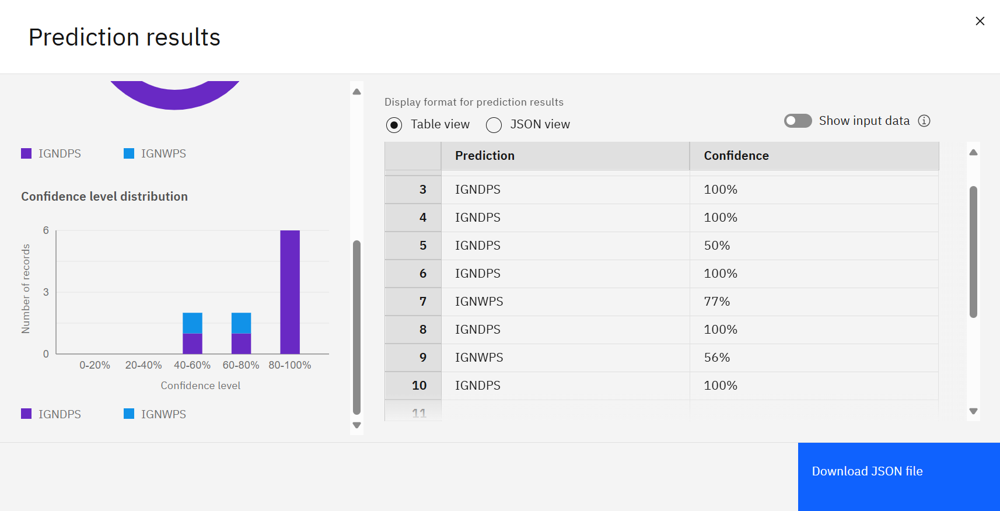 Prediction results
IGNDPS IGNWPS
Confidence level distribution
Number of records
6
3
0
0-20% 20-40% 40-60% 60-80% 80-100%
Confidence level
IGNDPS IGNWPS
Display format for prediction results
Table view JSON view
Show input data
Prediction Confidence
3 IGNDPS 100%
4 IGNDPS 100%
5 IGNDPS 50%
6 IGNDPS 100%
7 IGNWPS 77%
8 IGNDPS 100%
9 IGNWPS 56%
10 IGNDPS 100%
11
Download JSON file